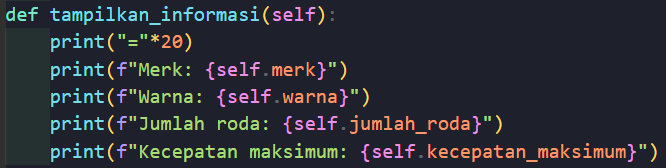 def tampilkan_informasi(self):
    print("="*20)
    print(f"Merk: {self.merk}")
    print(f"Warna: {self.warna}")
    print(f"Jumlah roda: {self.jumlah_roda}")
    print(f"Kecepatan maksimum: {self.kecepatan_maksimum}")